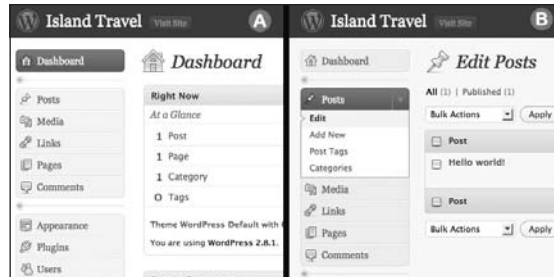 Island Travel Visit Site A
Dashboard
Posts
Media
Links
Pages
Comments
Appearance
Plugins
Users
Dashboard
Right Now
At a Glance
1 Post
1 Page
1 Category
0 Tags
Theme WordPress Default with
You are using WordPress 2.8.1.
Island Travel Visit Site B
Dashboard
Posts
Edit
Add New
Post Tags
Categories
Media
Links
Pages
Comments
Edit Posts
All (1) | Published (1)
Bulk Actions Apply
Post
Hello world!
Post
Bulk Actions Apply